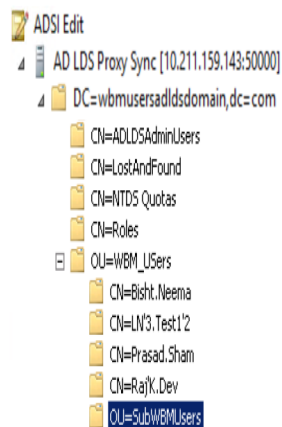 ADSI Edit
AD LDS Proxy Sync [10.211.159.143:50000]
DC=wbmusersadldsdomain,dc=com
CN=ADLDSAdminUsers
CN=LostAndFound
CN=NTDS Quotas
CN=Roles
OU=WBM_USers
CN=Bisht.Neema
CN=LN'3.Test1'2
CN=Prasad.Sham
CN=Raj'K.Dev
OU=SubWBMUsers